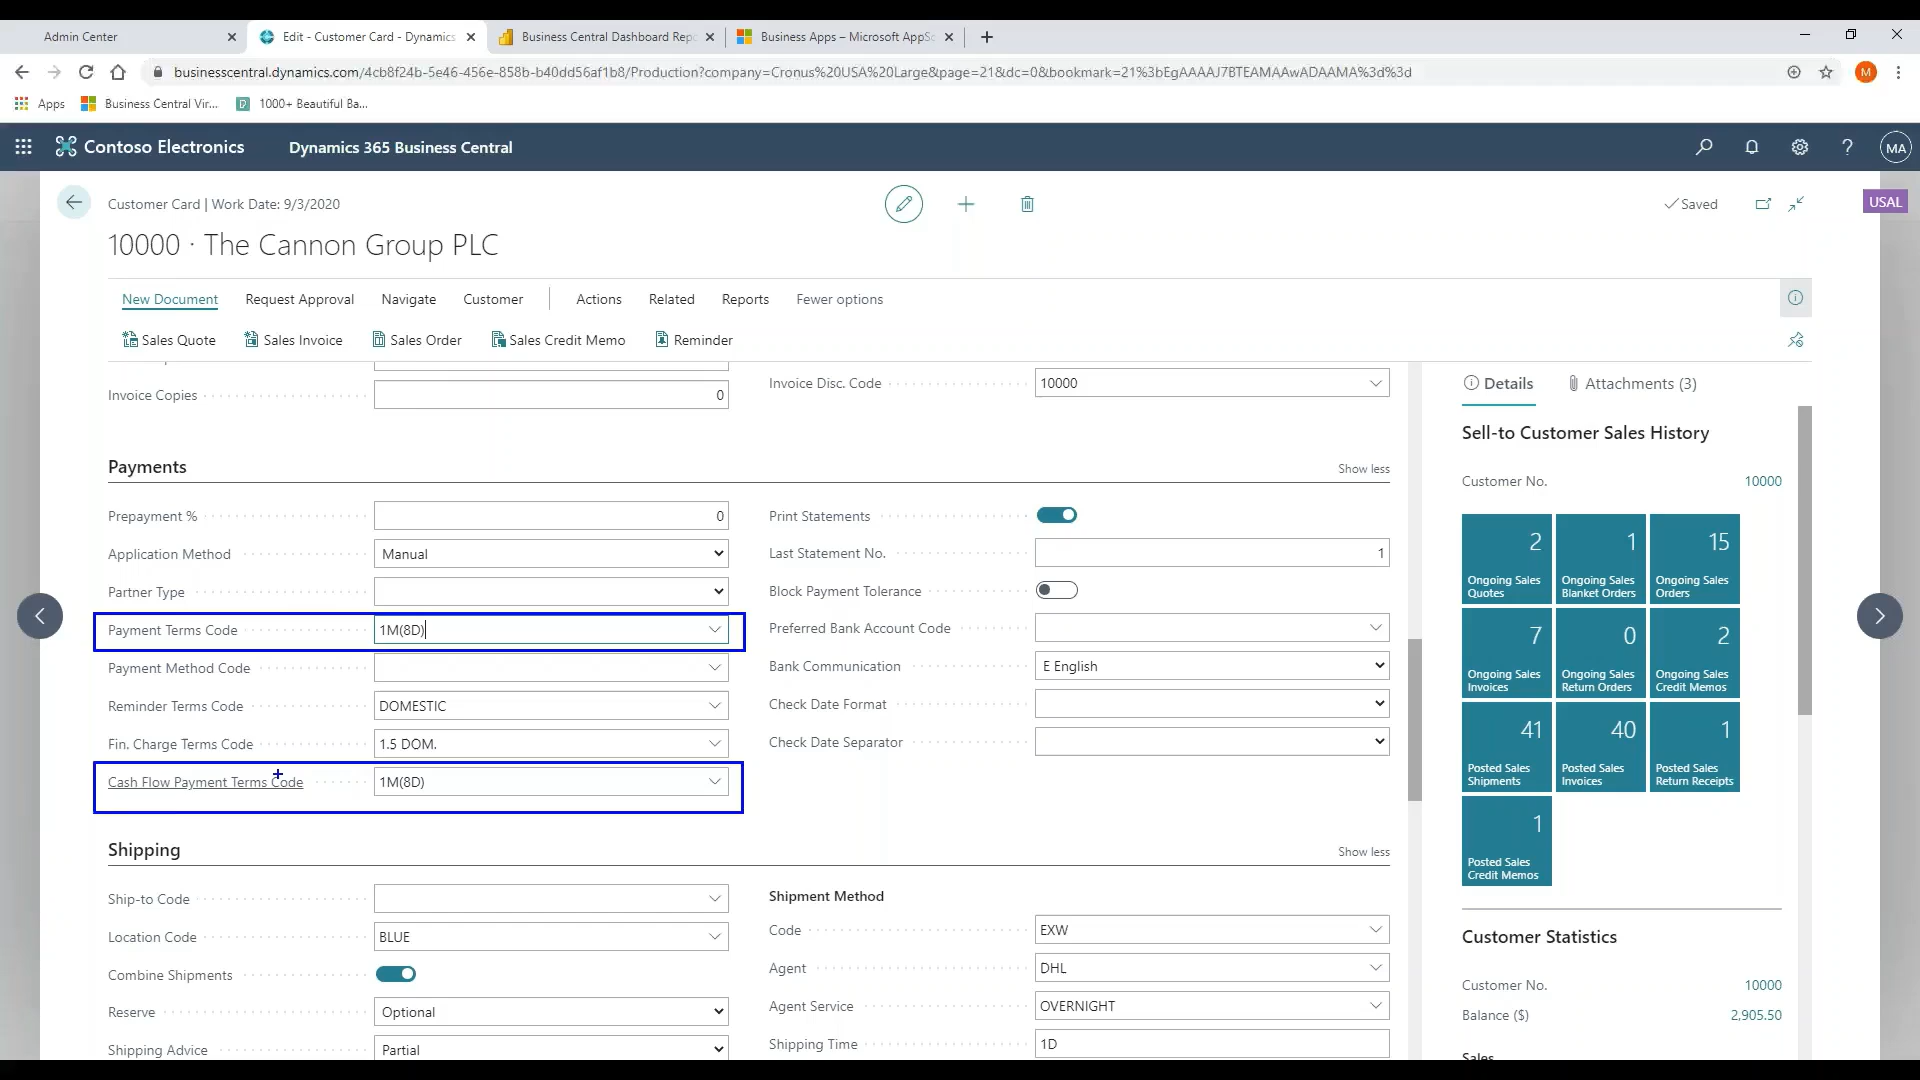 Admin Center
Edit - Customer Card - Dynamics
Business Central Dashboard Repo
Business Apps – Microsoft AppSo
businesscentral.dynamics.com/4cb8f24b-5e46-456e-858b-b40dd56af1b8/Production?company=Cronus%20USA%20Large&page=21&dc=0&bookmark=21%3bEgAAAAJ7BTEAMAAwADAAMA%3d%3d
M
Apps
Business Central Vir...
1000+ Beautiful Ba...
Contoso Electronics
Dynamics 365 Business Central
MA
Customer Card | Work Date: 9/3/2020
Saved
USAL
10000 · The Cannon Group PLC
New Document
Request Approval
Navigate
Customer
Actions
Related
Reports
Fewer options
Sales Quote
Sales Invoice
Sales Order
Sales Credit Memo
Reminder
Invoice Copies
0
Invoice Disc. Code
10000
Payments
Show less
Prepayment %
0
Application Method
Manual
Partner Type
Payment Terms Code
1M(8D)
Payment Method Code
Reminder Terms Code
DOMESTIC
Fin. Charge Terms Code
1.5 DOM.
Cash Flow Payment Terms Code
1M(8D)
Print Statements
Last Statement No.
1
Block Payment Tolerance
Preferred Bank Account Code
Bank Communication
E English
Check Date Format
Check Date Separator
Shipping
Show less
Ship-to Code
Location Code
BLUE
Combine Shipments
Reserve
Optional
Shipping Advice
Partial
Shipment Method
Code
EXW
Agent
DHL
Agent Service
OVERNIGHT
Shipping Time
1D
Details
Attachments (3)
Sell-to Customer Sales History
Customer No.
10000
2
Ongoing Sales
Quotes
1
Ongoing Sales
Blanket Orders
15
Ongoing Sales
Orders
7
Ongoing Sales
Invoices
0
Ongoing Sales
Return Orders
2
Ongoing Sales
Credit Memos
41
Posted Sales
Shipments
40
Posted Sales
Invoices
1
Posted Sales
Return Receipts
1
Posted Sales
Credit Memos
Customer Statistics
Customer No.
10000
Balance ($)
2,905.50
Sales